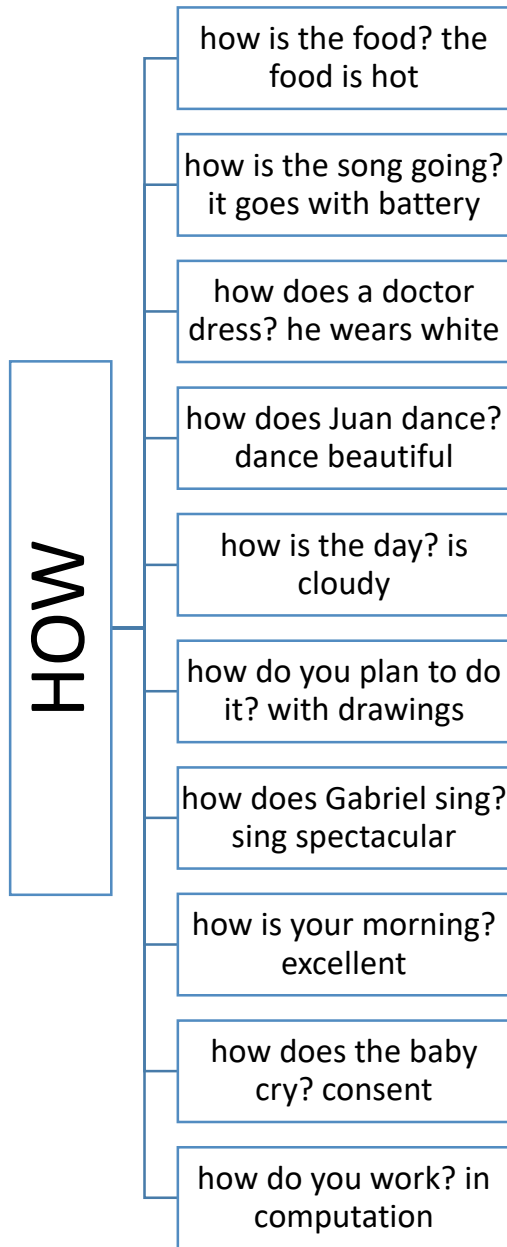 HOW
how is the food? the
food is hot
how is the song going?
it goes with battery
how does a doctor
dress? he wears white
how does Juan dance?
dance beautiful
how is the day? is
cloudy
how do you plan to do
it? with drawings
how does Gabriel sing?
sing spectacular
how is your morning?
excellent
how does the baby
cry? consent
how do you work? in
computation